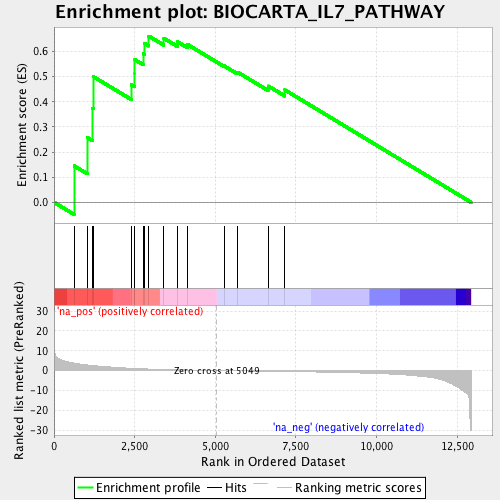 Enrichment plot: BIOCARTA_IL7_PATHWAY
Enrichment score (ES)
0.6
0.5
0.4
0.3
0.2
0.1
0.0
'na_pos' (positively correlated)
Ranked list metric (PreRanked)
30
20
10
0
-10
-20
-30
Zero cross at 5049
'na_neg' (negatively correlated)
0
2,500
5,000
7,500
10,000
12,500
Rank in Ordered Dataset
Enrichment profile
Hits
Ranking metric scores